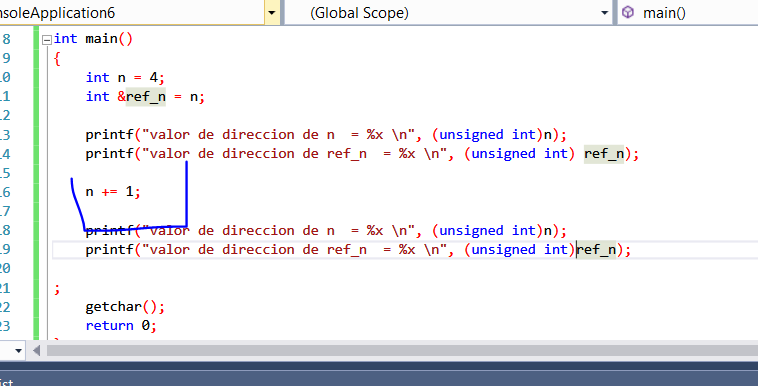 nsoleApplication6 (Global Scope) main()
8 int main()
9 {
10 int n = 4;
11 int &ref_n = n;
12
13 printf("valor de direccion de n  = %x \n", (unsigned int)n);
14 printf("valor de direccion de ref_n  = %x \n", (unsigned int) ref_n);
15
16 n += 1;
17
18 printf("valor de direccion de n  = %x \n", (unsigned int)n);
19 printf("valor de direccion de ref_n  = %x \n", (unsigned int)ref_n);
20
21 ;
22 getchar();
23 return 0;
ist